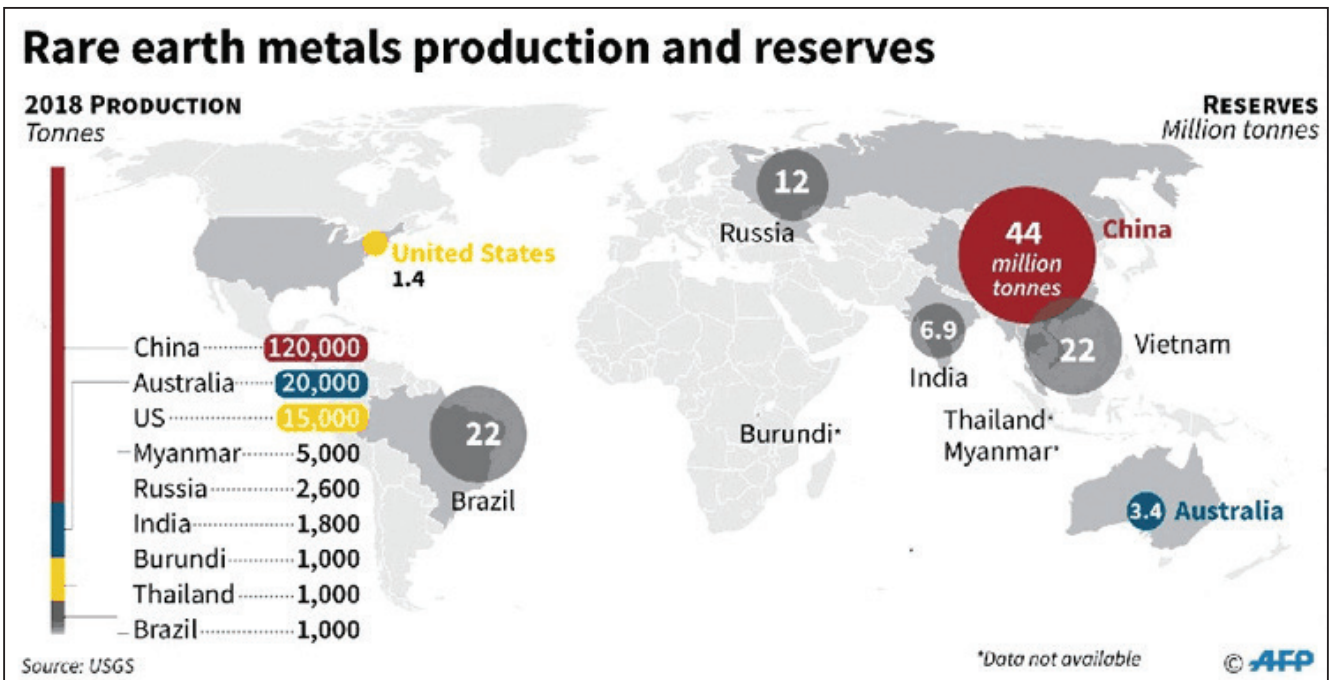 Rare earth metals production and reserves
2018 PRODUCTION
Tonnes
RESERVES
Million tonnes
12
Russia
44
million
tonnes
China
United States
1.4
6.9
India
22
Vietnam
China 120,000
Australia 20,000
US 15,000
Myanmar 5,000
Russia 2,600
India 1,800
Burundi 1,000
Thailand 1,000
Brazil 1,000
22
Brazil
Burundi*
Thailand*
Myanmar*
3.4 Australia
Source: USGS
*Data not available
© AFP